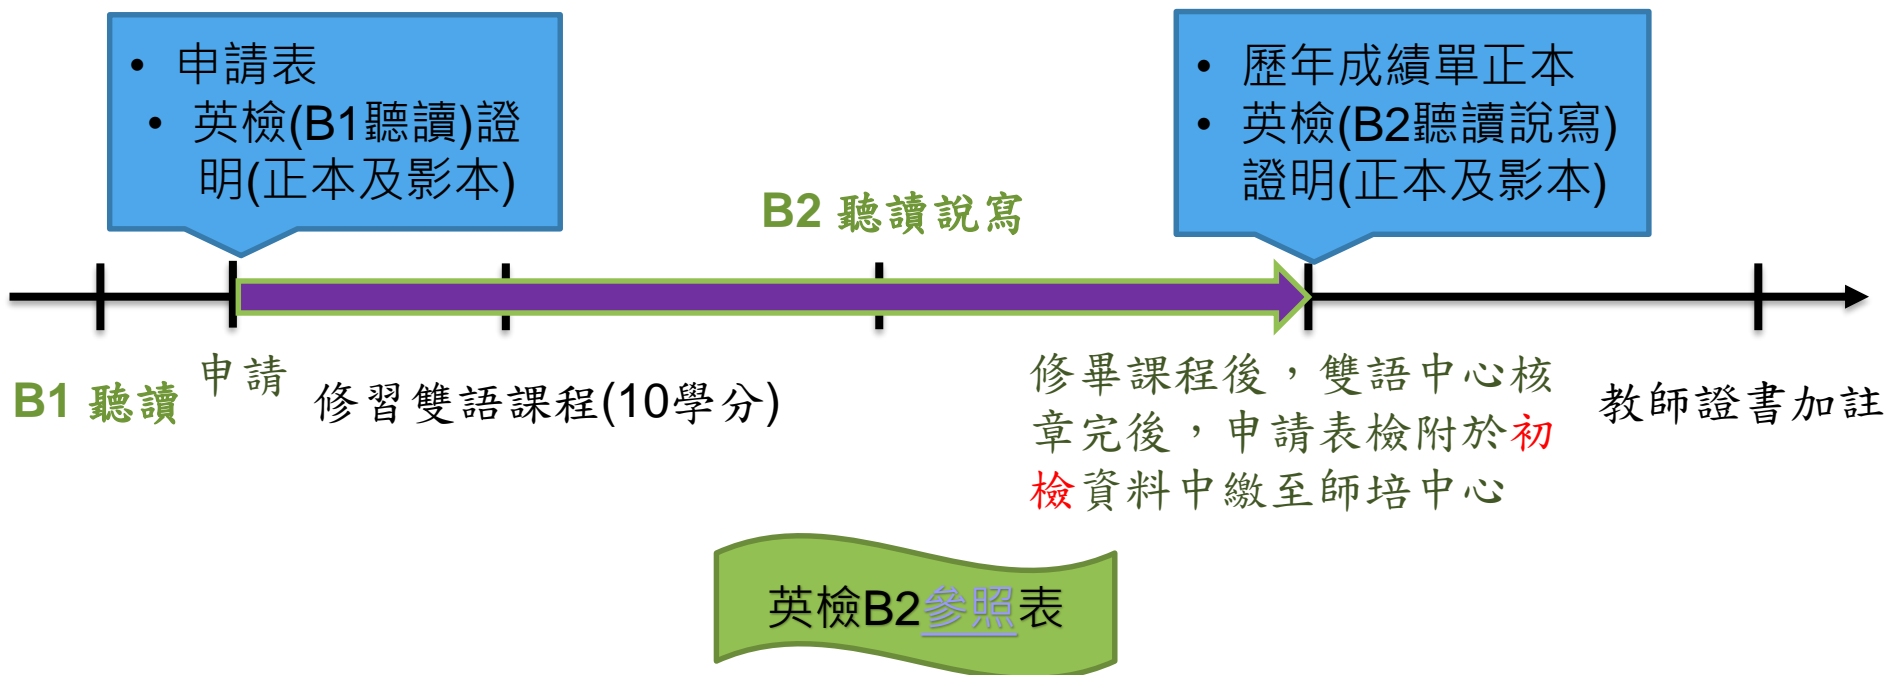 • 申請表
• 英檢(B1聽讀)證
明(正本及影本)
• 歷年成績單正本
• 英檢(B2聽讀說寫)
證明(正本及影本)
B2 聽讀說寫
B1 聽讀
申請
修習雙語課程(10學分)
修畢課程後，雙語中心核
章完後，申請表檢附於初
檢資料中繳至師培中心
教師證書加註
英檢B2參照表